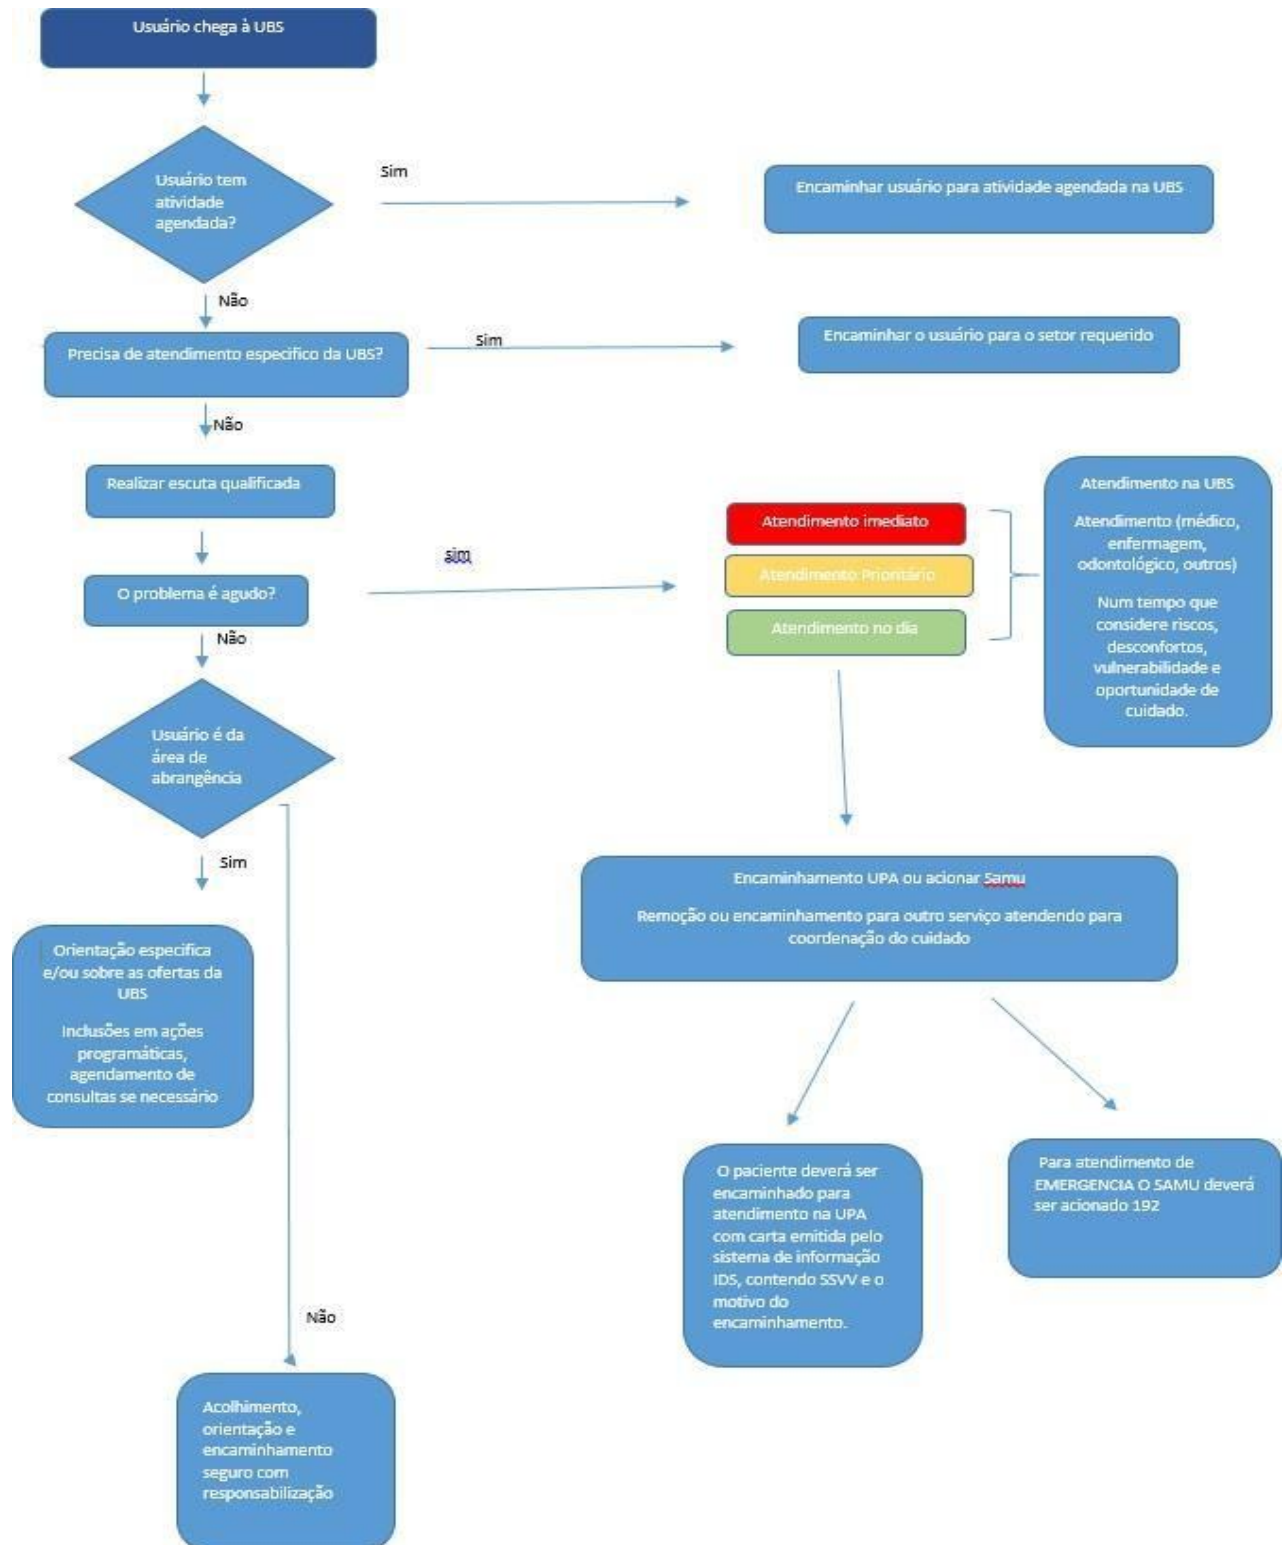 Usuário chega à UBS
Usuário tem
atividade
agendada?
Sim
Encaminhar usuário para atividade agendada na UBS
Não
Precisa de atendimento especifico da UBS?
Sim
Encaminhar o usuário para o setor requerido
Não
Realizar escuta qualificada
O problema é agudo?
sim
Atendimento imediato
Atendimento Prioritário
Atendimento no dia
Atendimento na UBS
Atendimento (médico,
enfermagem,
odontológico, outros)
Num tempo que
considere riscos,
desconfortos,
vulnerabilidade e
oportunidade de
cuidado.
Não
Usuário é da
área de
abrangência
Sim
Orientação especifica
e/ou sobre as ofertas da
UBS
Inclusões em ações
programáticas,
agendamento de
consultas se necessário
Encaminhamento UPA ou acionar Samu
Remoção ou encaminhamento para outro serviço atendendo para
coordenação do cuidado
O paciente deverá ser
encaminhado para
atendimento na UPA
com carta emitida pelo
sistema de informação
IDS, contendo SSVV e o
motivo do
encaminhamento.
Para atendimento de
EMERGENCIA O SAMU deverá
ser acionado 192
Não
Acolhimento,
orientação e
encaminhamento
seguro com
responsabilização